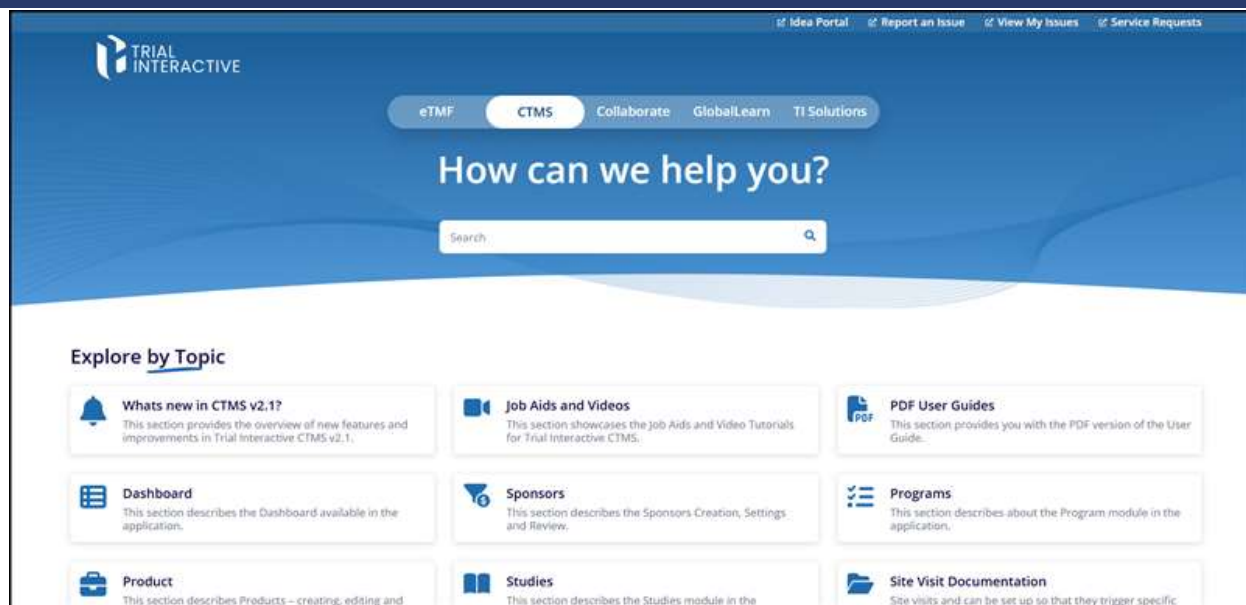 Idea Portal Report an Issue View My Issues Service Requests
TRIAL
INTERACTIVE
eTMF CTMS Collaborate GlobalLearn TI Solutions
How can we help you?
Search
Explore by Topic
Whats new in CTMS v2.1?
This section provides the overview of new features and
improvements in Trial Interactive CTMS v2.1.
Job Aids and Videos
This section showcases the Job Aids and Video Tutorials
for Trial Interactive CTMS.
PDF
PDF User Guides
This section provides you with the PDF version of the User
Guide.
Dashboard
This section describes the Dashboard available in the
application.
Sponsors
This section describes the Sponsors Creation, Settings
and Review.
Programs
This section describes about the Program module in the
application.
Product
This section describes Products – creating, editing and
Studies
This section describes the Studies module in the
Site Visit Documentation
Site visits and can be set up so that they trigger specific